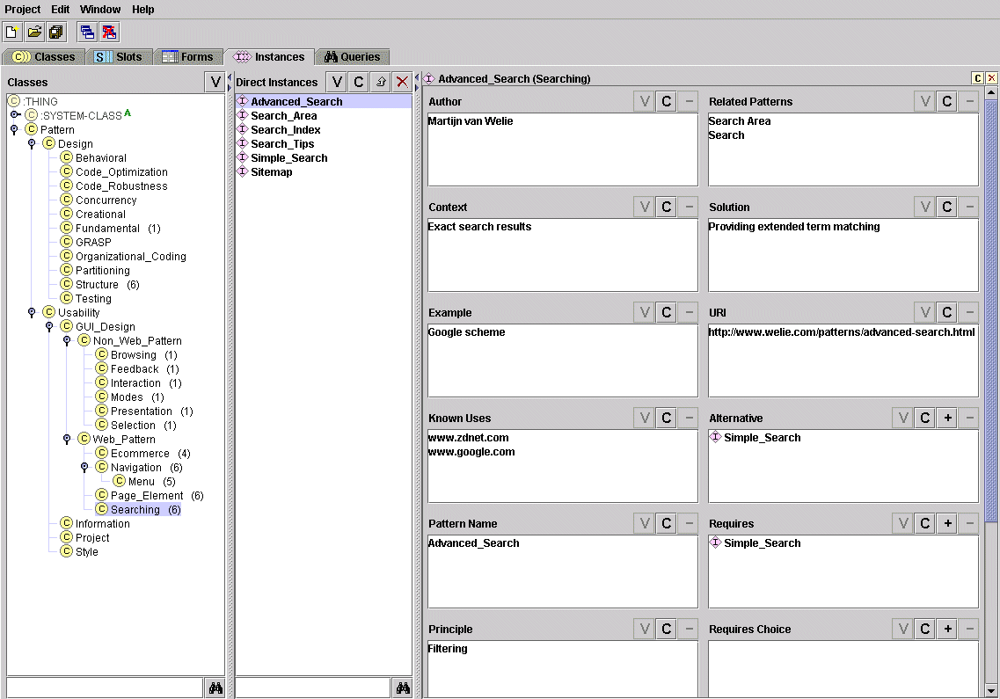 Project Edit Window Help
Classes Slots Forms Instances Queries
Classes V
C :THING
C :SYSTEM-CLASS A
C Pattern
C Design
C Behavioral
C Code_Optimization
C Code_Robustness
C Concurrency
C Creational
C Fundamental (1)
C GRASP
C Organizational_Coding
C Partitioning
C Structure (6)
C Testing
C Usability
C GUI_Design
C Non_Web_Pattern
C Browsing (1)
C Feedback (1)
C Interaction (1)
C Modes (1)
C Presentation (1)
C Selection (1)
C Web_Pattern
C Ecommerce (4)
C Navigation (6)
C Menu (5)
C Page_Element (6)
C Searching (6)
C Information
C Project
C Style
Direct Instances V C
I Advanced_Search
I Search_Area
I Search_Index
I Search_Tips
I Simple_Search
I Sitemap
I Advanced_Search (Searching) C X
Author V C −
Martijn van Welie
Related Patterns V C −
Search Area
Search
Context V C −
Exact search results
Solution V C −
Providing extended term matching
Example V C −
Google scheme
URI V C −
http://www.welie.com/patterns/advanced-search.html
Known Uses V C −
www.zdnet.com
www.google.com
Alternative V C + −
I Simple_Search
Pattern Name V C −
Advanced_Search
Requires V C + −
I Simple_Search
Principle V C −
Filtering
Requires Choice V C + −